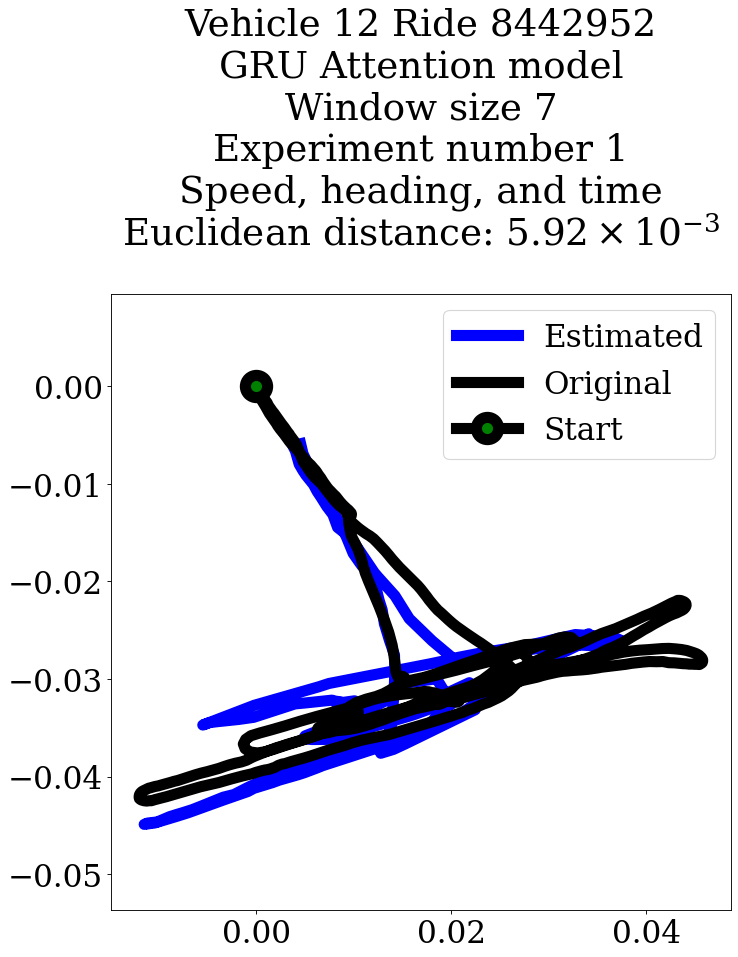 Vehicle 12 Ride 8442952
GRU Attention model
Window size 7
Experiment number 1
Speed, heading, and time
Euclidean distance: 5.92 × 10⁻³
Estimated
Original
Start
0.00
−0.01
−0.02
−0.03
−0.04
−0.05
0.00 0.02 0.04